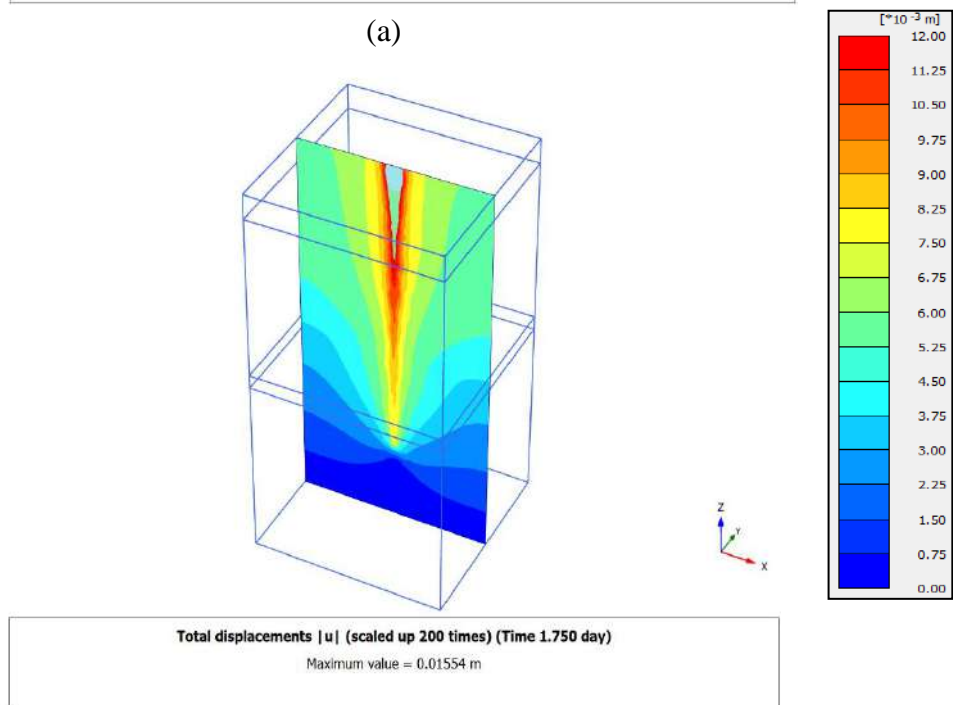 (a)
[*10 -3 m]
12.00
11.25
10.50
9.75
9.00
8.25
7.50
6.75
6.00
5.25
4.50
3.75
3.00
2.25
1.50
0.75
0.00
Z
Y
X
Total displacements |u| (scaled up 200 times) (Time 1.750 day)
Maximum value = 0.01554 m